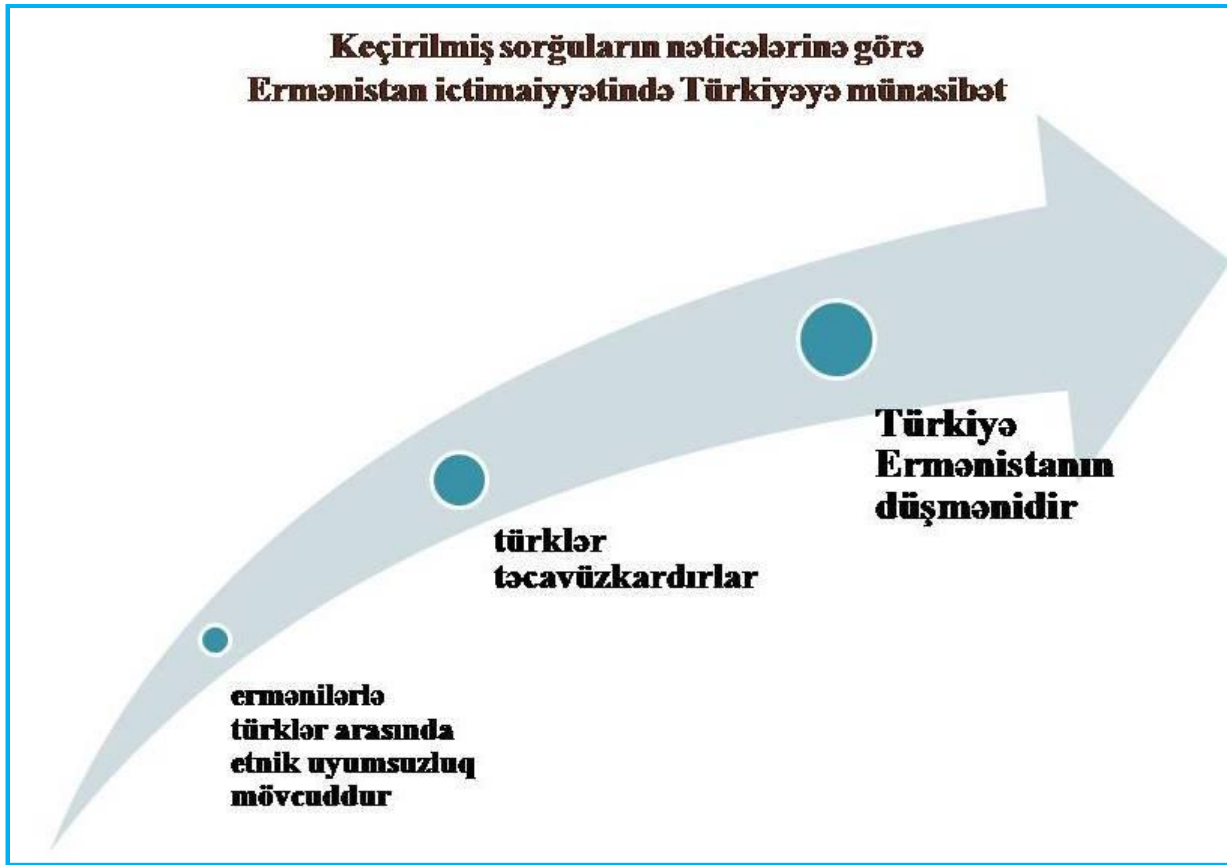 Keçirilmiş sorğuların nəticələrinə görə
Ermənistan ictimaiyyətində Türkiyəyə münasibət
Türkiyə
Ermənistanın
düşmənidir
türklər
təcavüzkardırlar
ermənilərlə
türklər arasında
etnik uyumsuzluq
mövcuddur